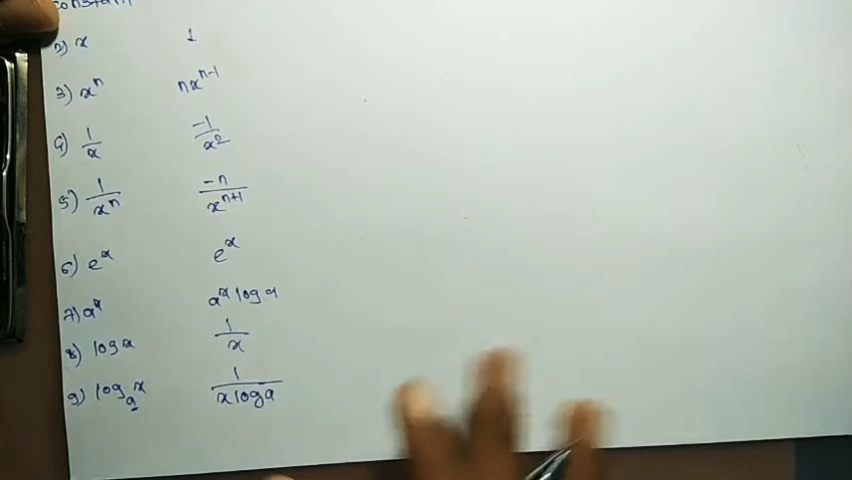 constant
2) x 1
3) xⁿ nxⁿ⁻¹
4) 1/x -1/x²
5) 1/xⁿ -n/xⁿ⁺¹
6) eˣ eˣ
7) aˣ aˣ log a
8) log x 1/x
9) logₐx 1/(x log a)